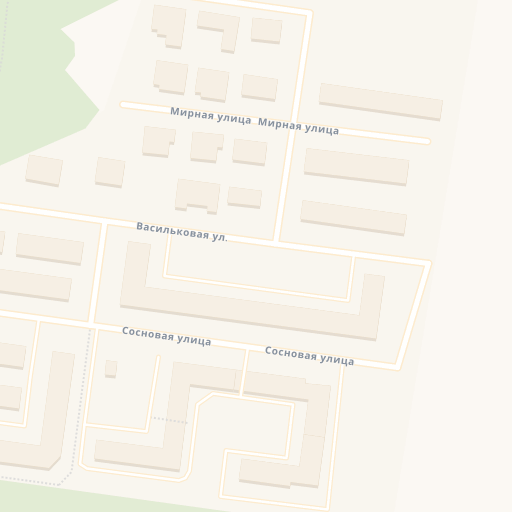 Мирная улица Мирная улица
Васильковая ул.
Сосновая улица
Сосновая улица